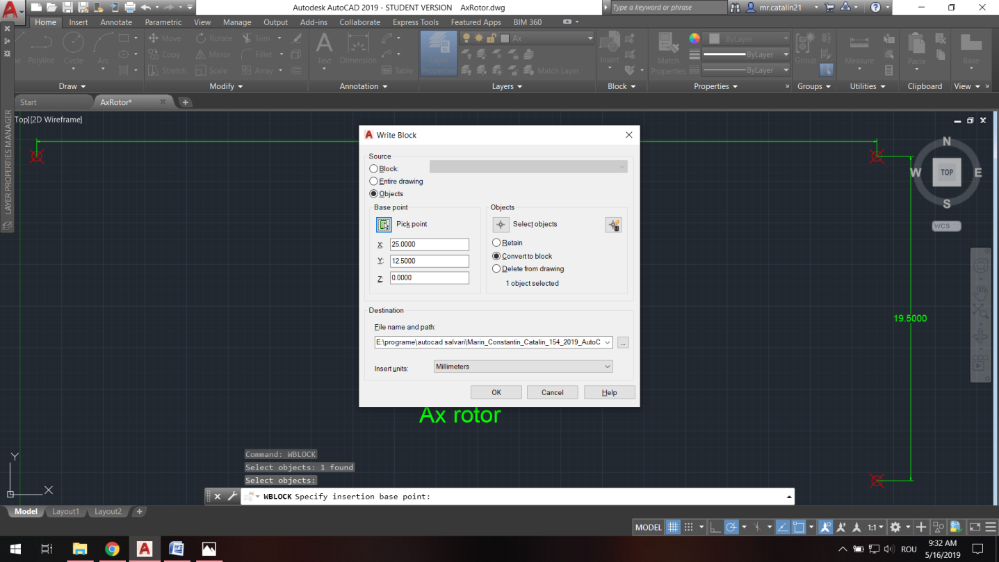 Autodesk AutoCAD 2019 - STUDENT VERSION AxRotor.dwg
Type a keyword or phrase
mr.catalin21
Home Insert Annotate Parametric View Manage Output Add-ins Collaborate Express Tools Featured Apps BIM 360
Polyline Circle Arc
Move Rotate Trim
Copy Mirror Fillet
Stretch Scale Array
Text Dimension Table
Layer Properties
Ax
Match Layer
Insert
Match Properties
ByLayer
ByLayer
ByLayer
Group Measure Paste Base
Draw Modify Annotation Layers Block Properties Groups Utilities Clipboard View
Start AxRotor*
Top][2D Wireframe]
LAYER PROPERTIES MANAGER
N
W TOP E
S
WCS
Write Block
Source
Block:
Entire drawing
Objects
Base point
Pick point
X: 25.0000
Y: 12.5000
Z: 0.0000
Objects
Select objects
Retain
Convert to block
Delete from drawing
1 object selected
Destination
File name and path:
E:\programe\autocad salvari\Marin_Constantin_Catalin_154_2019_AutoC
...
Insert units: Millimeters
OK Cancel Help
19.5000
Ax rotor
Command: WBLOCK
Select objects: 1 found
Select objects:
WBLOCK Specify insertion base point:
Y
X
Model Layout1 Layout2
MODEL 1:1
ROU
9:32 AM
5/16/2019